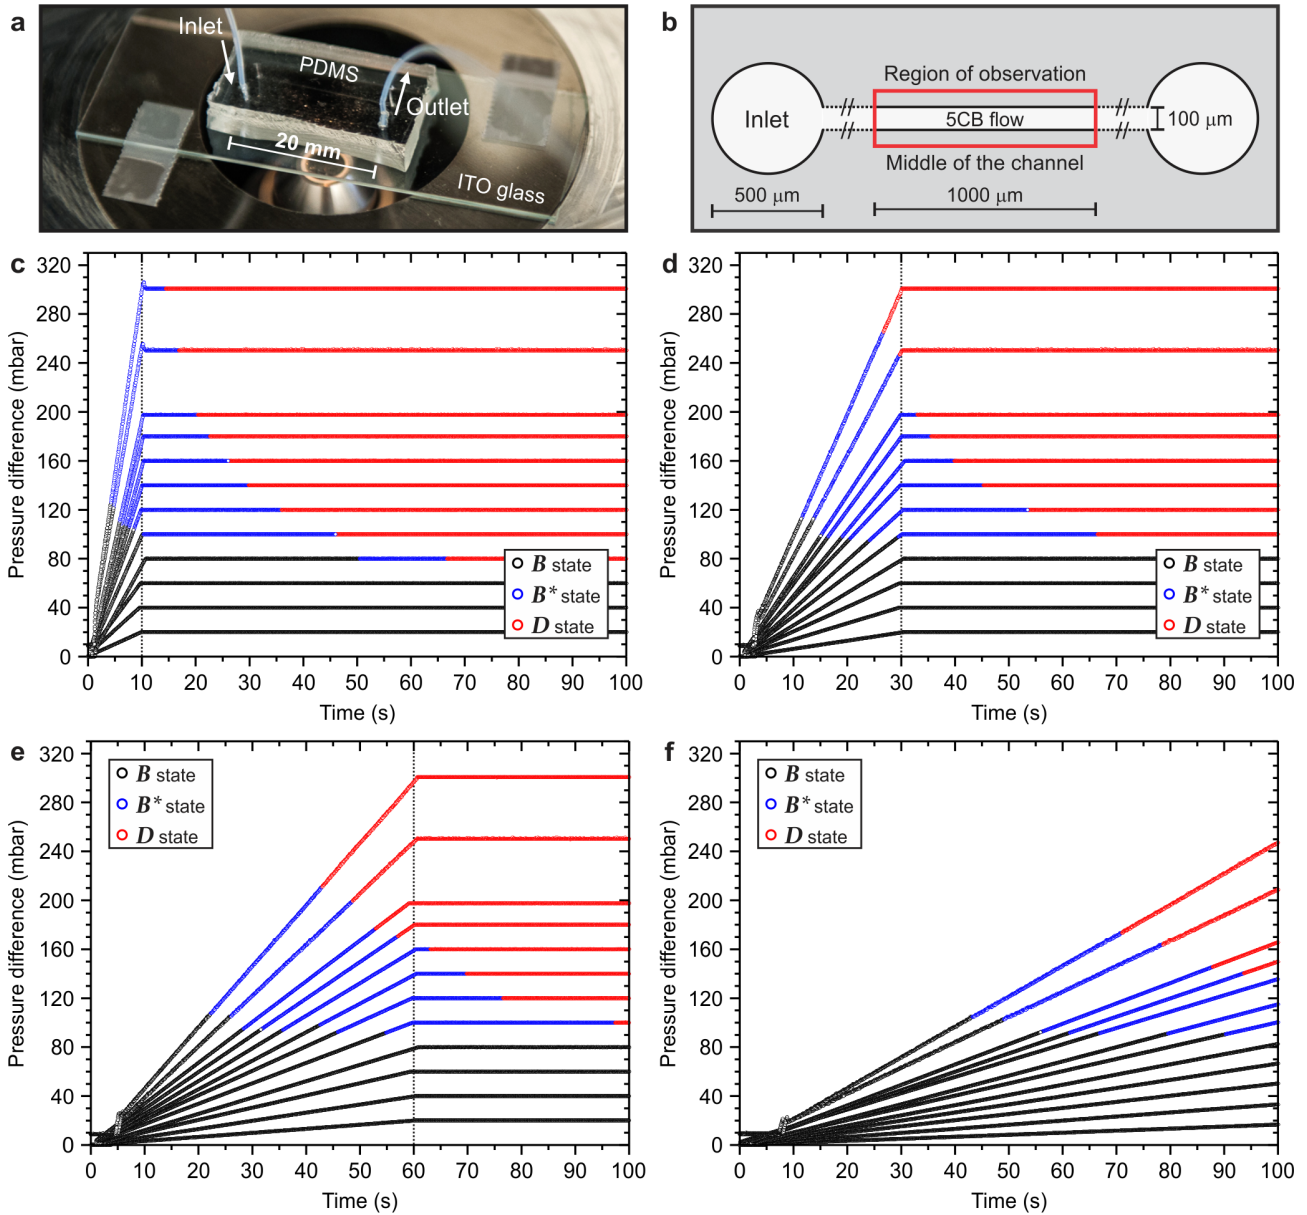 a
Inlet
PDMS
Outlet
20 mm
ITO glass
b
Region of observation
Inlet
5CB flow
100 μm
Middle of the channel
500 μm
1000 μm
c
Pressure difference (mbar)
320
280
240
200
160
120
80
40
0
0 10 20 30 40 50 60 70 80 90 100
Time (s)
B state
B* state
D state
d
Pressure difference (mbar)
320
280
240
200
160
120
80
40
0
0 10 20 30 40 50 60 70 80 90 100
Time (s)
B state
B* state
D state
e
Pressure difference (mbar)
320
280
240
200
160
120
80
40
0
0 10 20 30 40 50 60 70 80 90 100
Time (s)
B state
B* state
D state
f
Pressure difference (mbar)
320
280
240
200
160
120
80
40
0
0 10 20 30 40 50 60 70 80 90 100
Time (s)
B state
B* state
D state